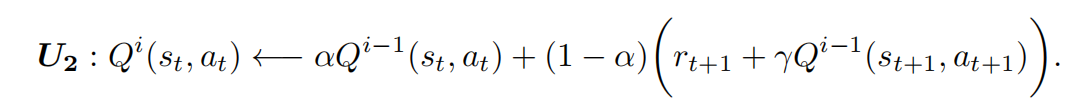 U₂ : Qⁱ(sₜ, aₜ) ⟵ αQⁱ⁻¹(sₜ, aₜ) + (1 − α)(rₜ₊₁ + γQⁱ⁻¹(sₜ₊₁, aₜ₊₁)).